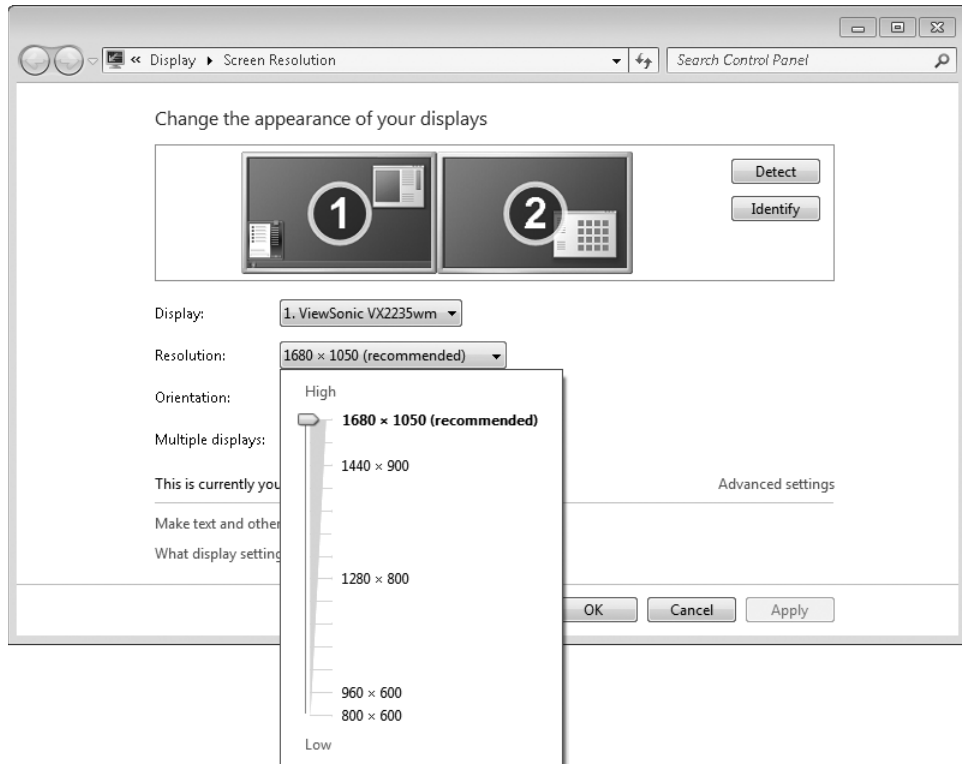 « Display ▸ Screen Resolution
Search Control Panel
Change the appearance of your displays
1
2
Detect
Identify
Display:
1. ViewSonic VX2235wm
Resolution:
1680 × 1050 (recommended)
Orientation:
Multiple displays:
This is currently you
Advanced settings
Make text and other
What display setting
High
1680 × 1050 (recommended)
1440 × 900
1280 × 800
960 × 600
800 × 600
Low
OK
Cancel
Apply